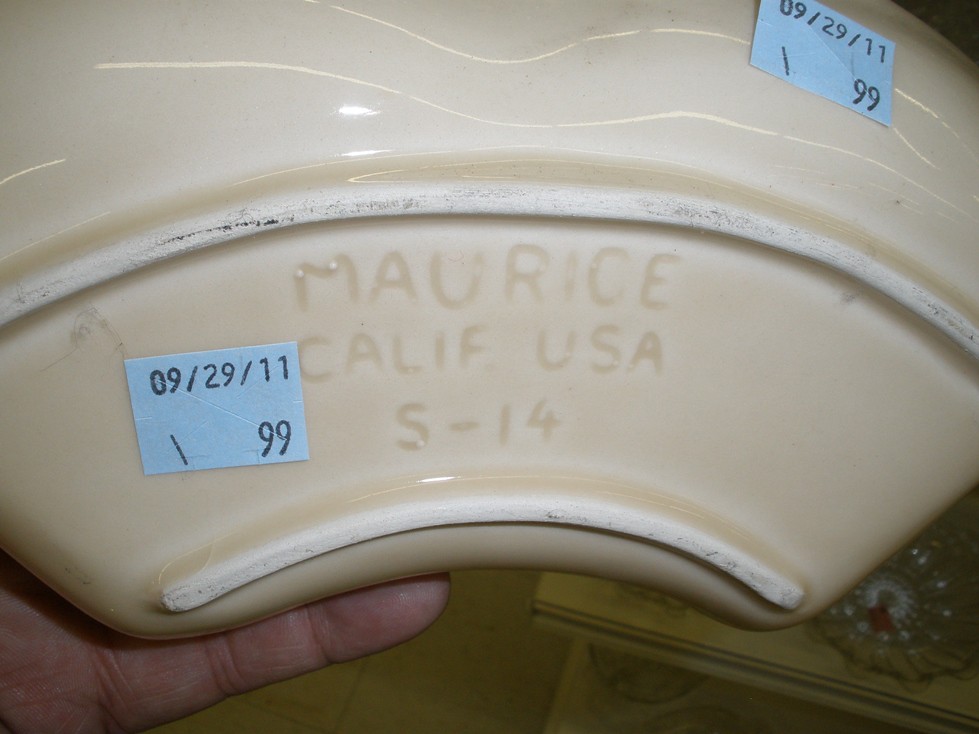 09/29/11
1 99
MAURICE
CALIF. USA
S-14
09/29/11
1 99